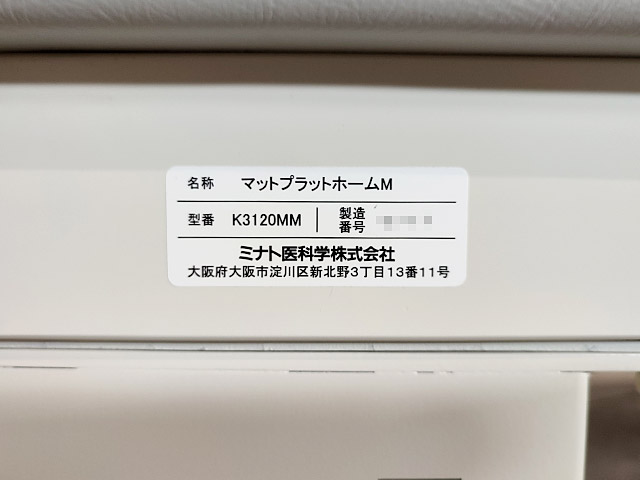 名称 マットプラットホームM
型番 K3120MM 製造番号
ミナト医科学株式会社
大阪府大阪市淀川区新北野3丁目13番11号